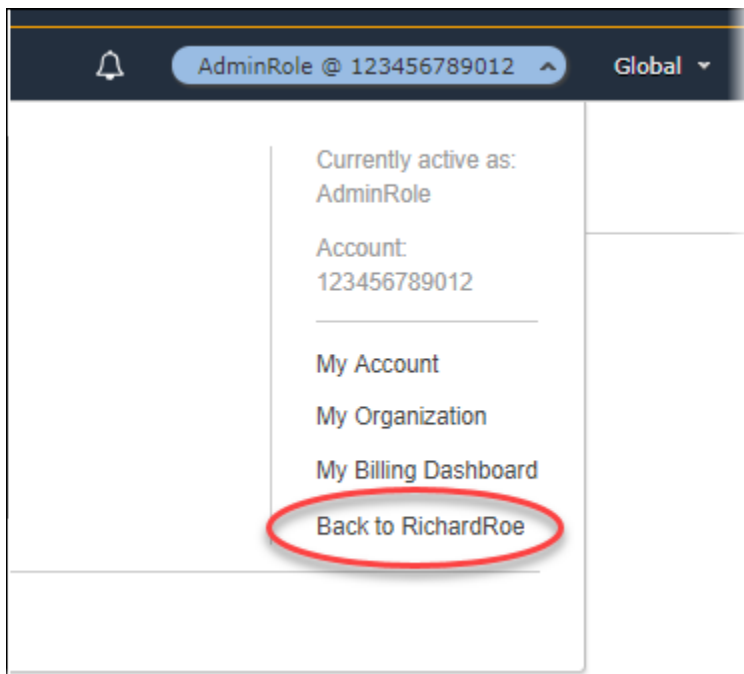 AdminRole @ 123456789012 Global
Currently active as:
AdminRole
Account:
123456789012
My Account
My Organization
My Billing Dashboard
Back to RichardRoe